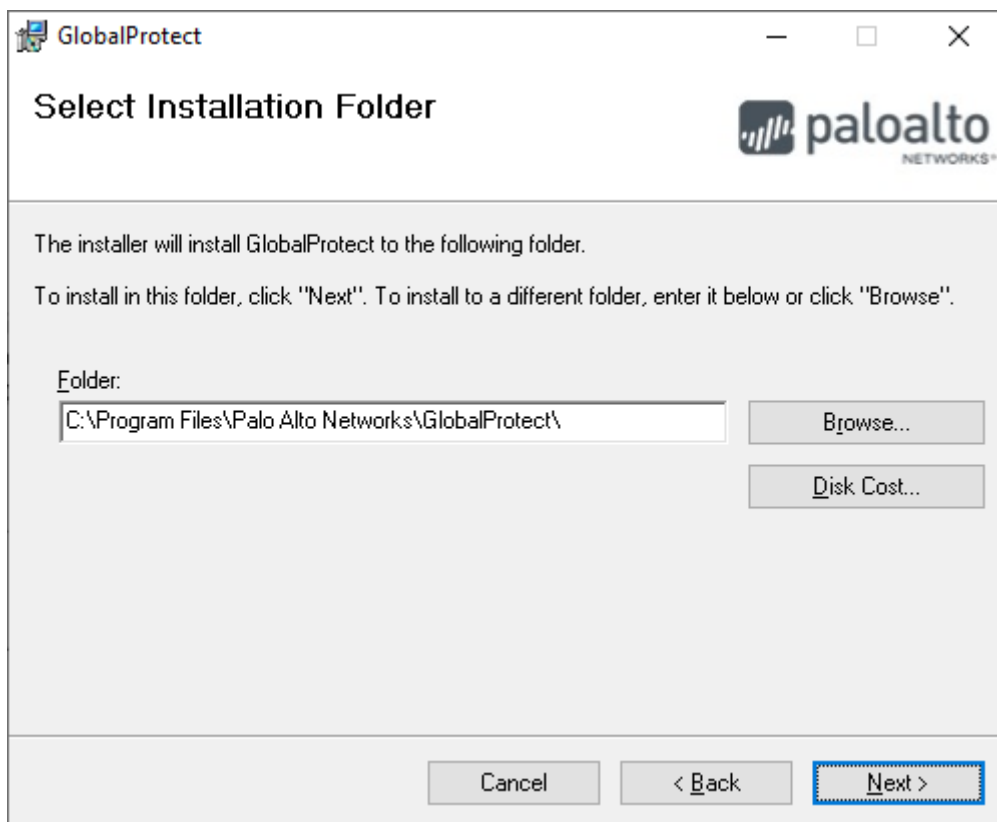 GlobalProtect
Select Installation Folder
paloalto
NETWORKS®
The installer will install GlobalProtect to the following folder.
To install in this folder, click "Next". To install to a different folder, enter it below or click "Browse".
Folder:
C:\Program Files\Palo Alto Networks\GlobalProtect\
Browse...
Disk Cost...
Cancel
< Back
Next >